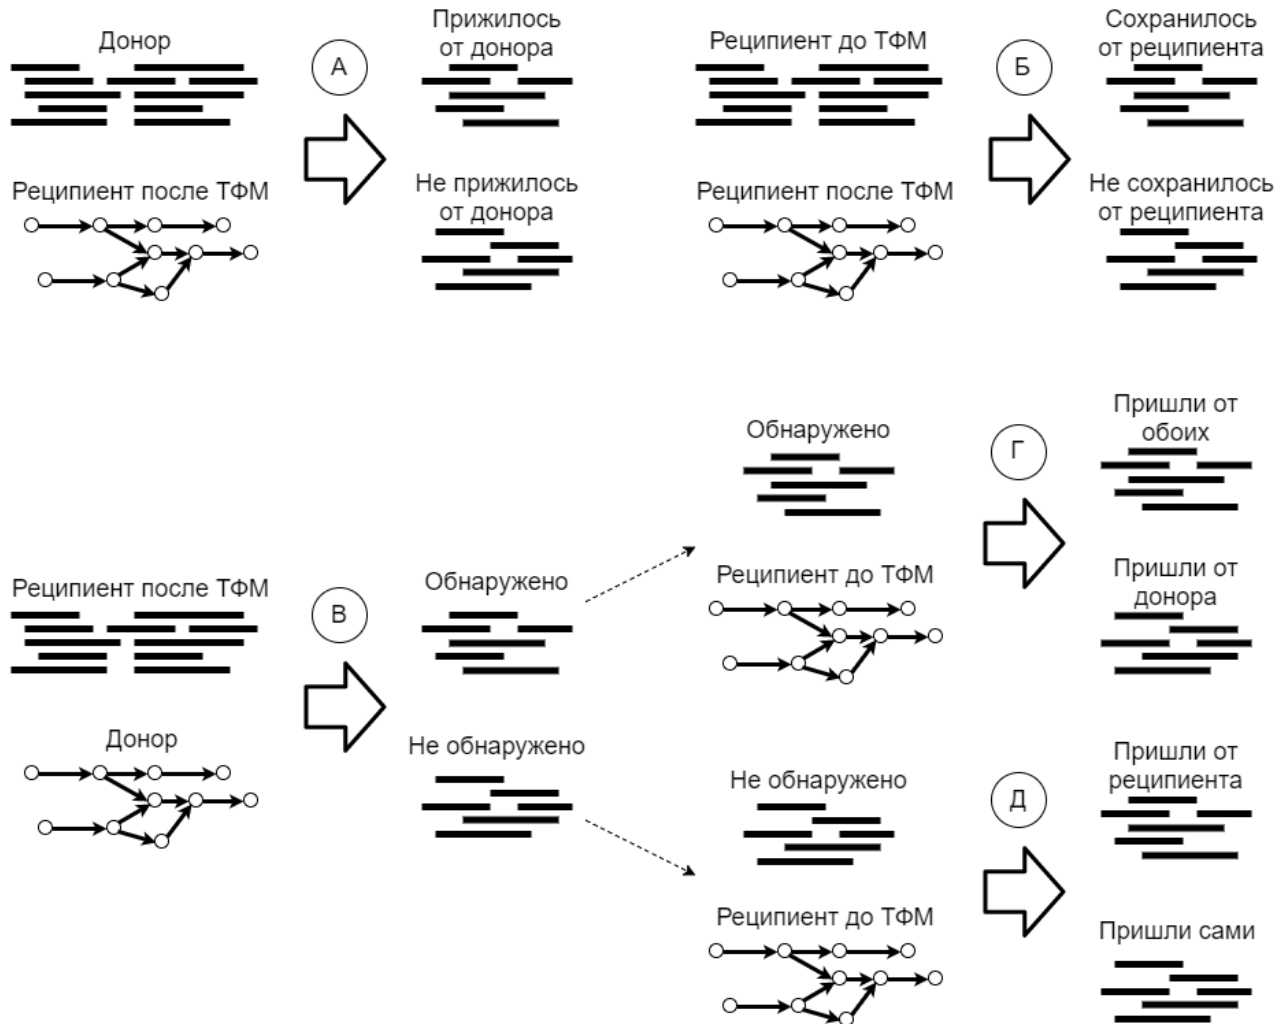 Донор
А
Прижилось
от донора
Реципиент после ТФМ
Не прижилось
от донора
Реципиент до ТФМ
Б
Сохранилось
от реципиента
Реципиент после ТФМ
Не сохранилось
от реципиента
Реципиент после ТФМ
В
Обнаружено
Донор
Не обнаружено
Обнаружено
Г
Пришли от
обоих
Реципиент до ТФМ
Пришли от
донора
Не обнаружено
Д
Пришли от
реципиента
Реципиент до ТФМ
Пришли сами